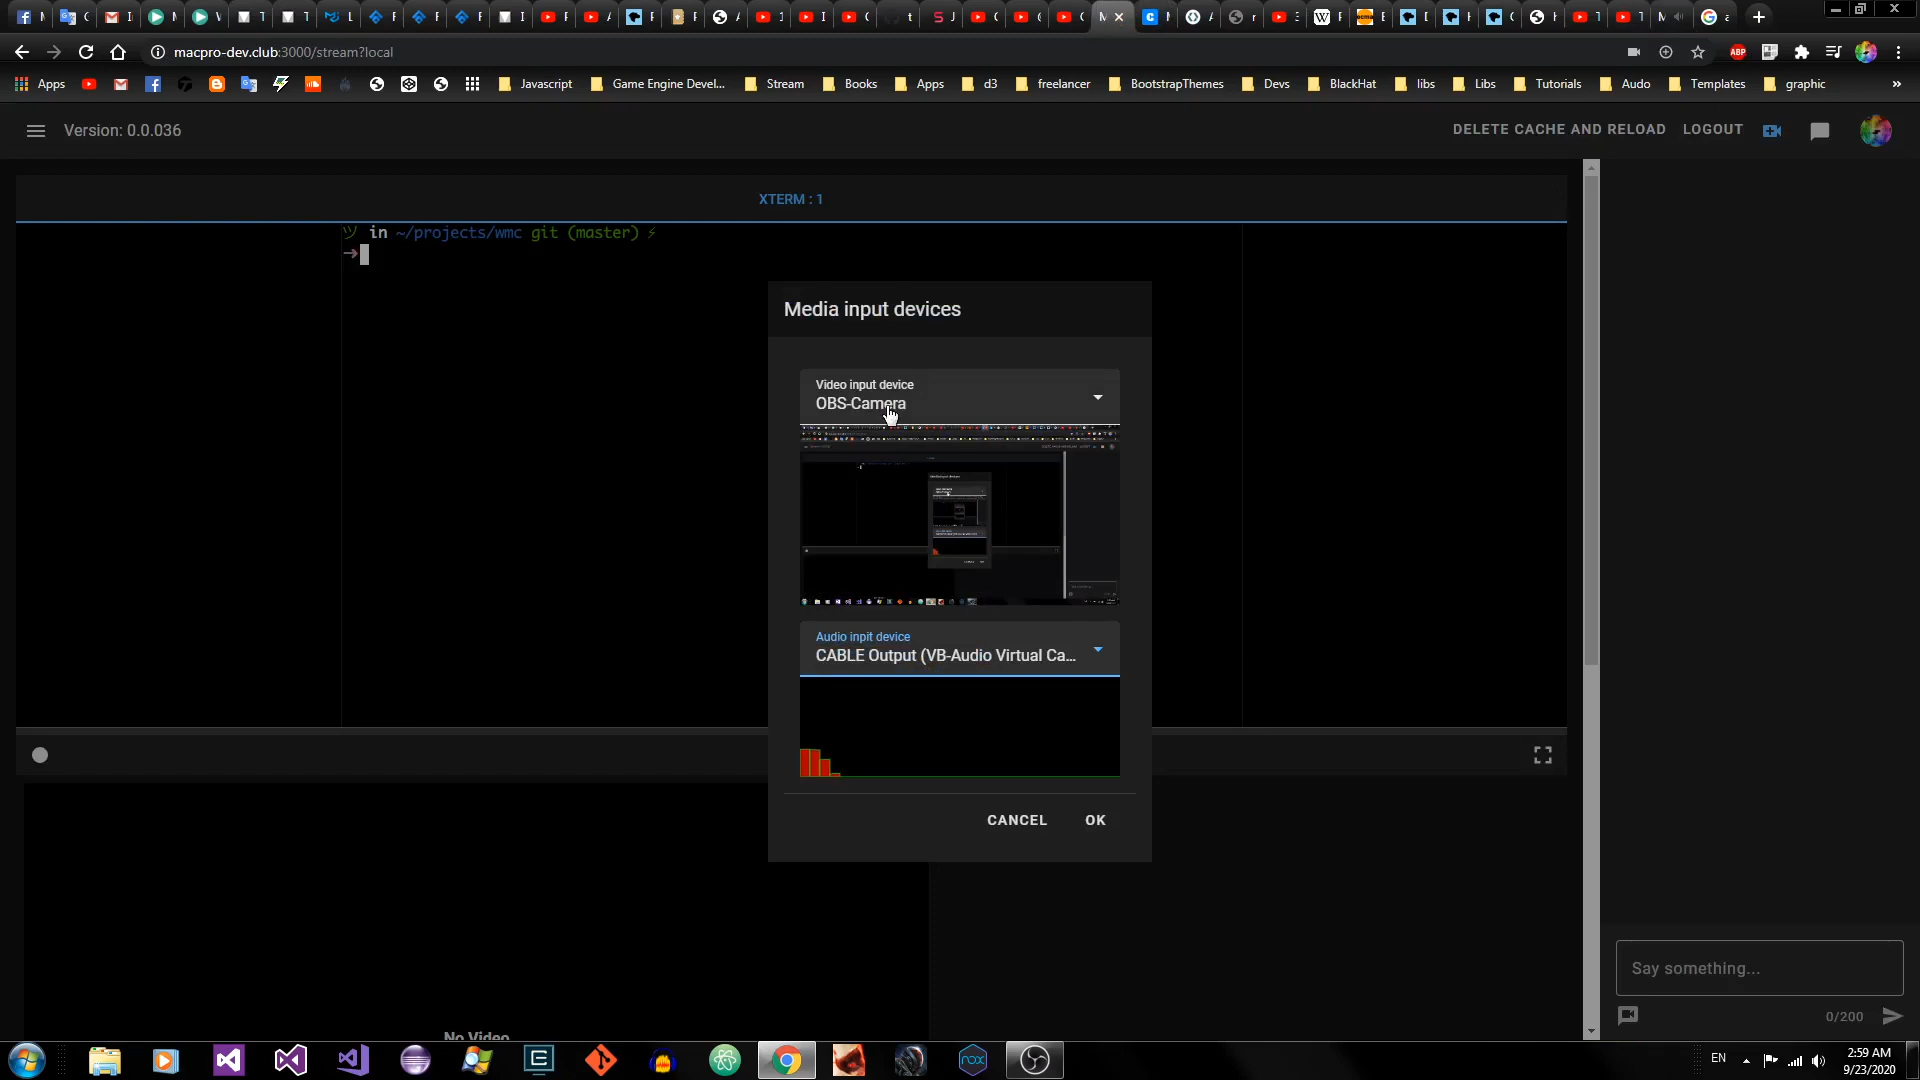 macpro-dev.club:3000/stream?local
Apps
Javascript
Game Engine Devel...
Stream
Books
Apps
d3
freelancer
BootstrapThemes
Devs
BlackHat
libs
Libs
Tutorials
Audo
Templates
graphic
»
Version: 0.0.036
DELETE CACHE AND RELOAD
LOGOUT
XTERM : 1
ツ in ~/projects/wmc git (master) ⚡
➜
Media input devices
Video input device
OBS-Camera
Audio inpit device
CABLE Output (VB-Audio Virtual Ca...
CANCEL
OK
No Video
Say something...
0/200
EN
2:59 AM
9/23/2020